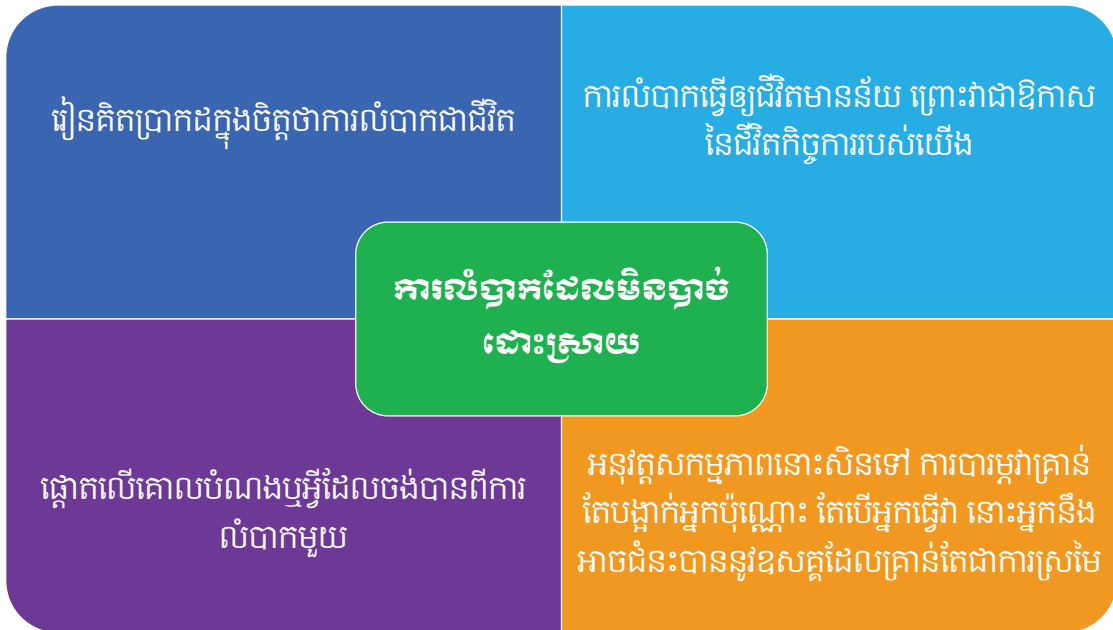 រៀនគិតប្រាកដក្នុងចិត្តថាការលំបាកជាជីវិត
ការលំបាកធ្វើឲ្យជីវិតមានន័យ ព្រោះវាជាឱកាស
នៃជីវិតកិច្ចការរបស់យើង
ការលំបាកដែលមិនបាច់
ដោះស្រាយ
ផ្តោតលើគោលបំណងឬអ្វីដែលចង់បានពីការ
លំបាកមួយ
អនុវត្តសកម្មភាពនោះសិនទៅ ការបារម្ភវាគ្រាន់
តែបង្អាក់អ្នកប៉ុណ្ណោះ តែបើអ្នកធ្វើវា នោះអ្នកនឹង
អាចជំនះបាននូវឧសគ្គដែលគ្រាន់តែជាការស្រមៃ